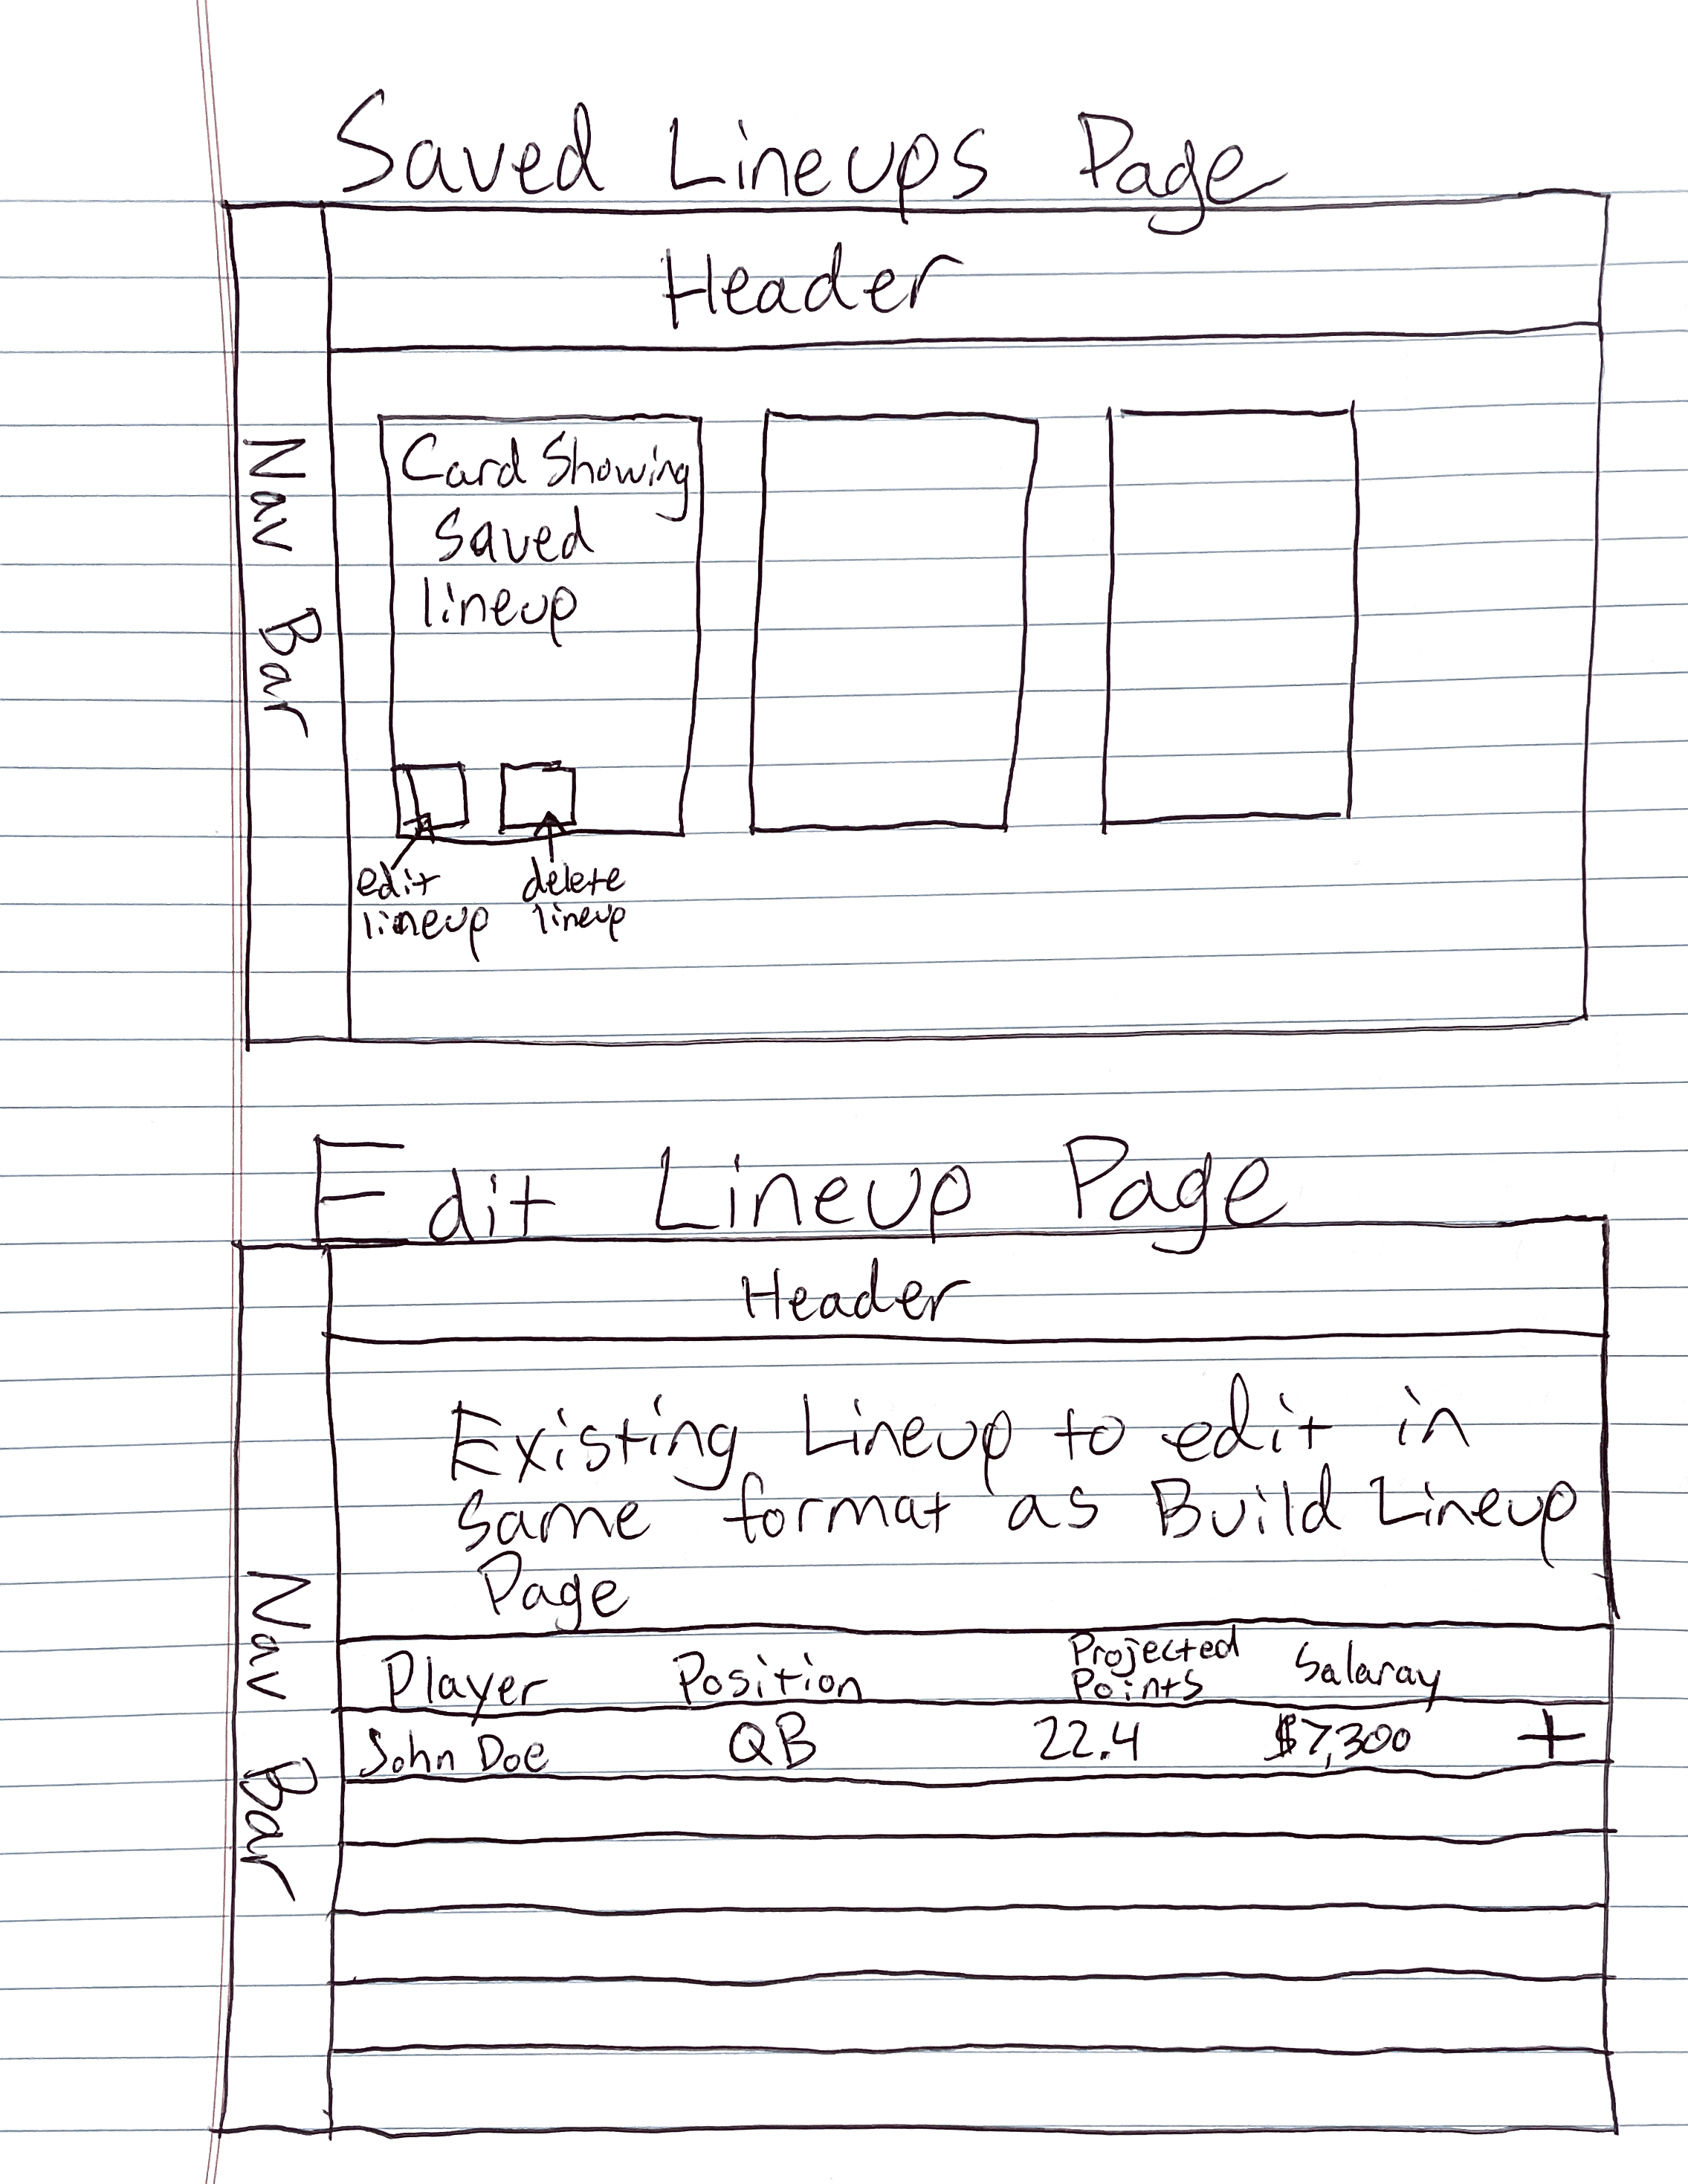 Saved Lineups Page
Header
Nav Bar
Card Showing
saved
lineup
edit
lineup
delete
lineup
Edit Lineup Page
Header
Nav Bar
Existing Lineup to edit in
same format as Build Lineup
Page
Player Position Projected Points Salaray
John Doe QB 22.4 $7,300 +